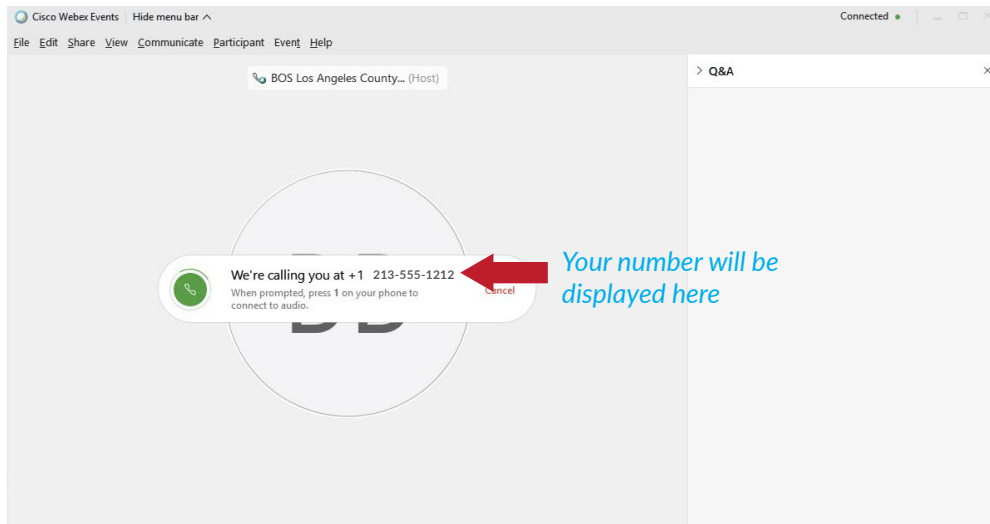 Cisco Webex Events Hide menu bar Connected
File Edit Share View Communicate Participant Event Help
BOS Los Angeles County... (Host)
Q&A
We're calling you at +1 213-555-1212
When prompted, press 1 on your phone to
connect to audio.
Cancel
Your number will be
displayed here